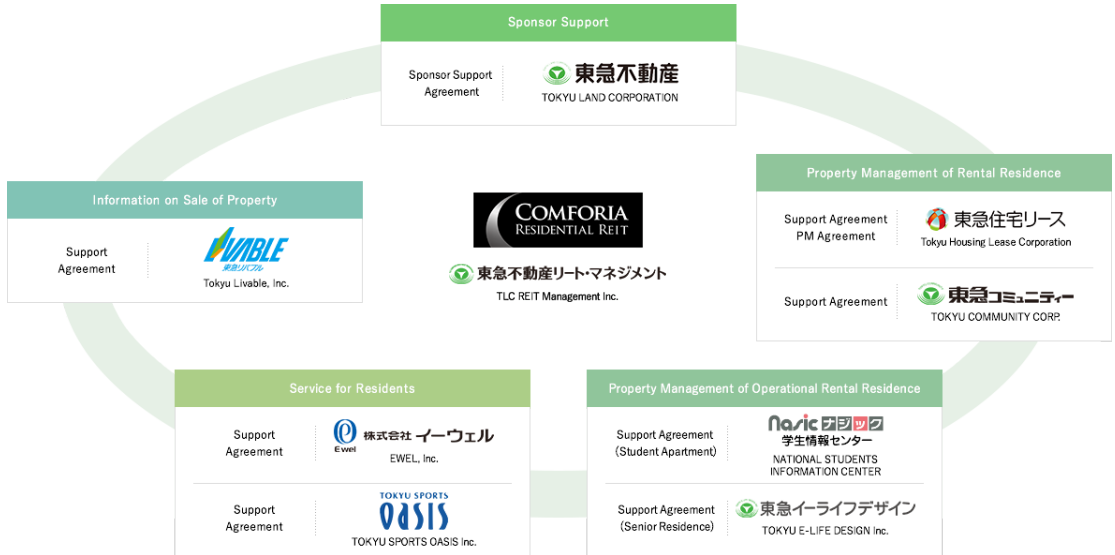 Sponsor Support
Sponsor Support
Agreement
東急不動産
TOKYU LAND CORPORATION
Information on Sale of Property
Support
Agreement
LIVABLE
東急リバブル
Tokyu Livable, Inc.
COMFORIA
RESIDENTIAL REIT
東急不動産リート・マネジメント
TLC REIT Management Inc.
Property Management of Rental Residence
Support Agreement
PM Agreement
東急住宅リース
Tokyu Housing Lease Corporation
Support Agreement
東急コミュニティー
TOKYU COMMUNITY CORP.
Service for Residents
Support
Agreement
Ewel
株式会社 イーウェル
EWEL, Inc.
Support
Agreement
TOKYU SPORTS
OASIS
TOKYU SPORTS OASIS Inc.
Property Management of Operational Rental Residence
Support Agreement
(Student Apartment)
nasic ナジック
学生情報センター
NATIONAL STUDENTS
INFORMATION CENTER
Support Agreement
(Senior Residence)
東急イーライフデザイン
TOKYU E-LIFE DESIGN Inc.